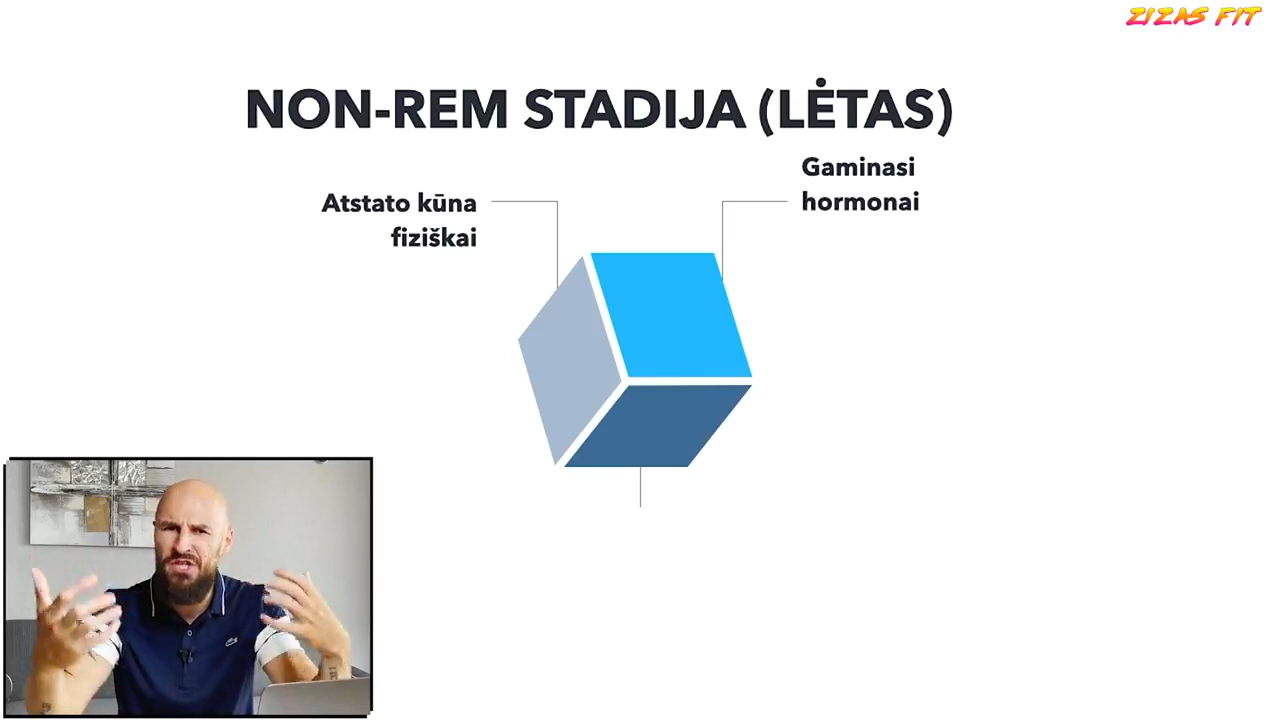 ZIZAS FIT
NON-REM STADIJA (LĖTAS)
Atstato kūna
fiziškai
Gaminasi
hormonai